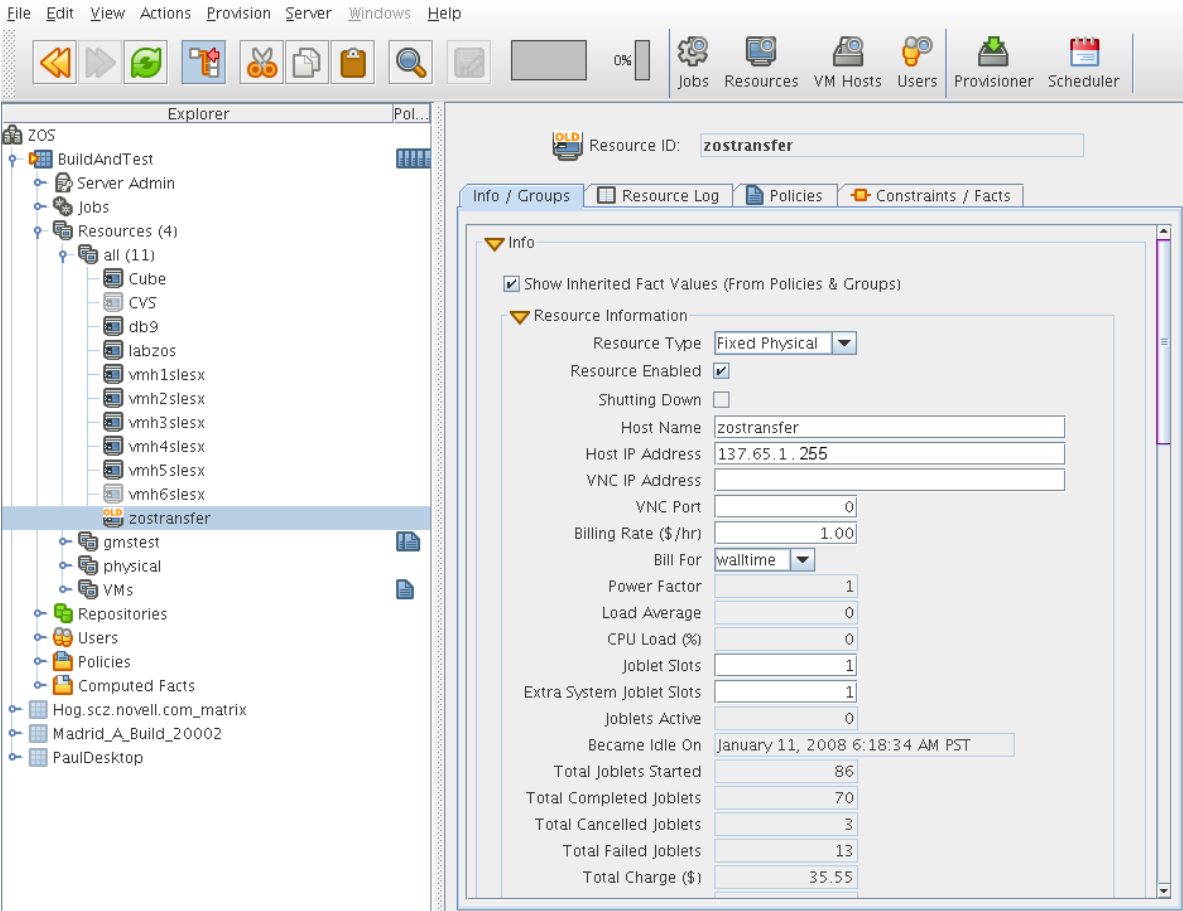 File Edit View Actions Provision Server Windows Help
0%
Jobs Resources VM Hosts Users Provisioner Scheduler
Explorer Pol...
ZOS
BuildAndTest
Server Admin
Jobs
Resources (4)
all (11)
Cube
CVS
db9
labzos
vmh1slesx
vmh2slesx
vmh3slesx
vmh4slesx
vmh5slesx
vmh6slesx
OLD zostransfer
gmstest
physical
VMs
Repositories
Users
Policies
Computed Facts
Hog.scz.novell.com_matrix
Madrid_A_Build_20002
PaulDesktop
OLD Resource ID: zostransfer
Info / Groups Resource Log Policies Constraints / Facts
Info
Show Inherited Fact Values (From Policies & Groups)
Resource Information
Resource Type Fixed Physical
Resource Enabled
Shutting Down
Host Name zostransfer
Host IP Address 137.65.1.255
VNC IP Address
VNC Port 0
Billing Rate ($/hr) 1.00
Bill For walltime
Power Factor 1
Load Average 0
CPU Load (%) 0
Joblet Slots 1
Extra System Joblet Slots 1
Joblets Active 0
Became Idle On January 11, 2008 6:18:34 AM PST
Total Joblets Started 86
Total Completed Joblets 70
Total Cancelled Joblets 3
Total Failed Joblets 13
Total Charge ($) 35.55